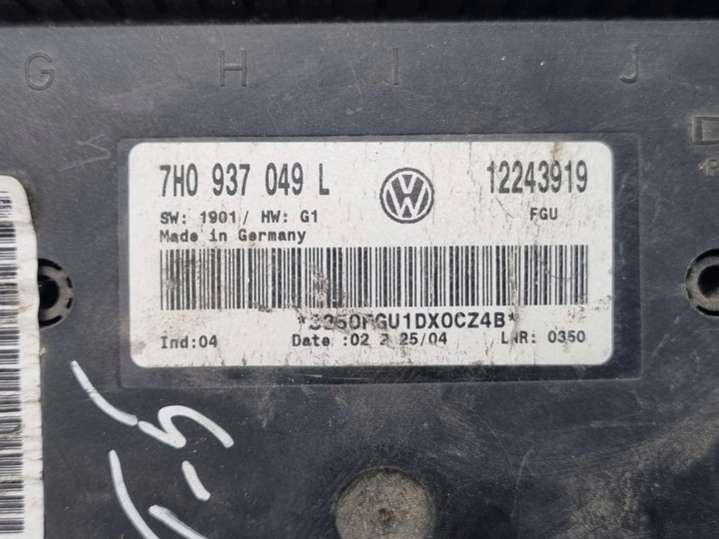 G H I J
7H0 937 049 L
12243919
SW: 1901/ HW: G1
FGU
Made in Germany
Ind:04
Date :02 25/04
LNR: 0350